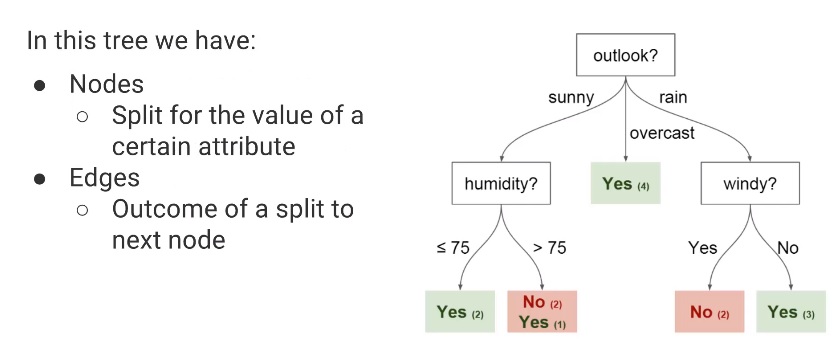 In this tree we have:
● Nodes
○ Split for the value of a
certain attribute
● Edges
○ Outcome of a split to
next node
outlook?
sunny
rain
overcast
humidity?
Yes (4)
windy?
≤ 75
> 75
Yes
No
Yes (2)
No (2)
Yes (1)
No (2)
Yes (3)